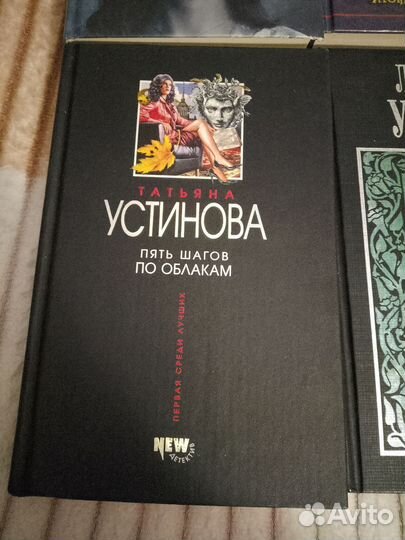 ТАТЬЯНА
УСТИНОВА
ПЯТЬ ШАГОВ
ПО ОБЛАКАМ
ПЕРВАЯ СРЕДИ ЛУЧШИХ
NEW
ДЕТЕКТИВ
Avito